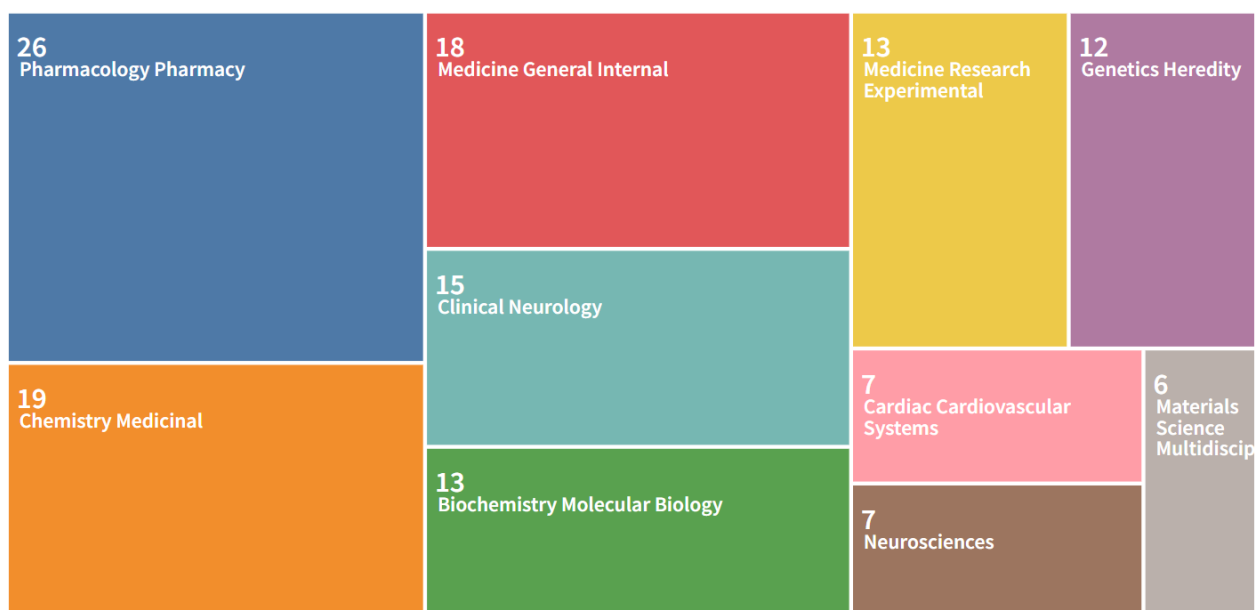 26
Pharmacology Pharmacy
19
Chemistry Medicinal
18
Medicine General Internal
15
Clinical Neurology
13
Biochemistry Molecular Biology
13
Medicine Research
Experimental
12
Genetics Heredity
7
Cardiac Cardiovascular
Systems
7
Neurosciences
6
Materials
Science
Multidiscip